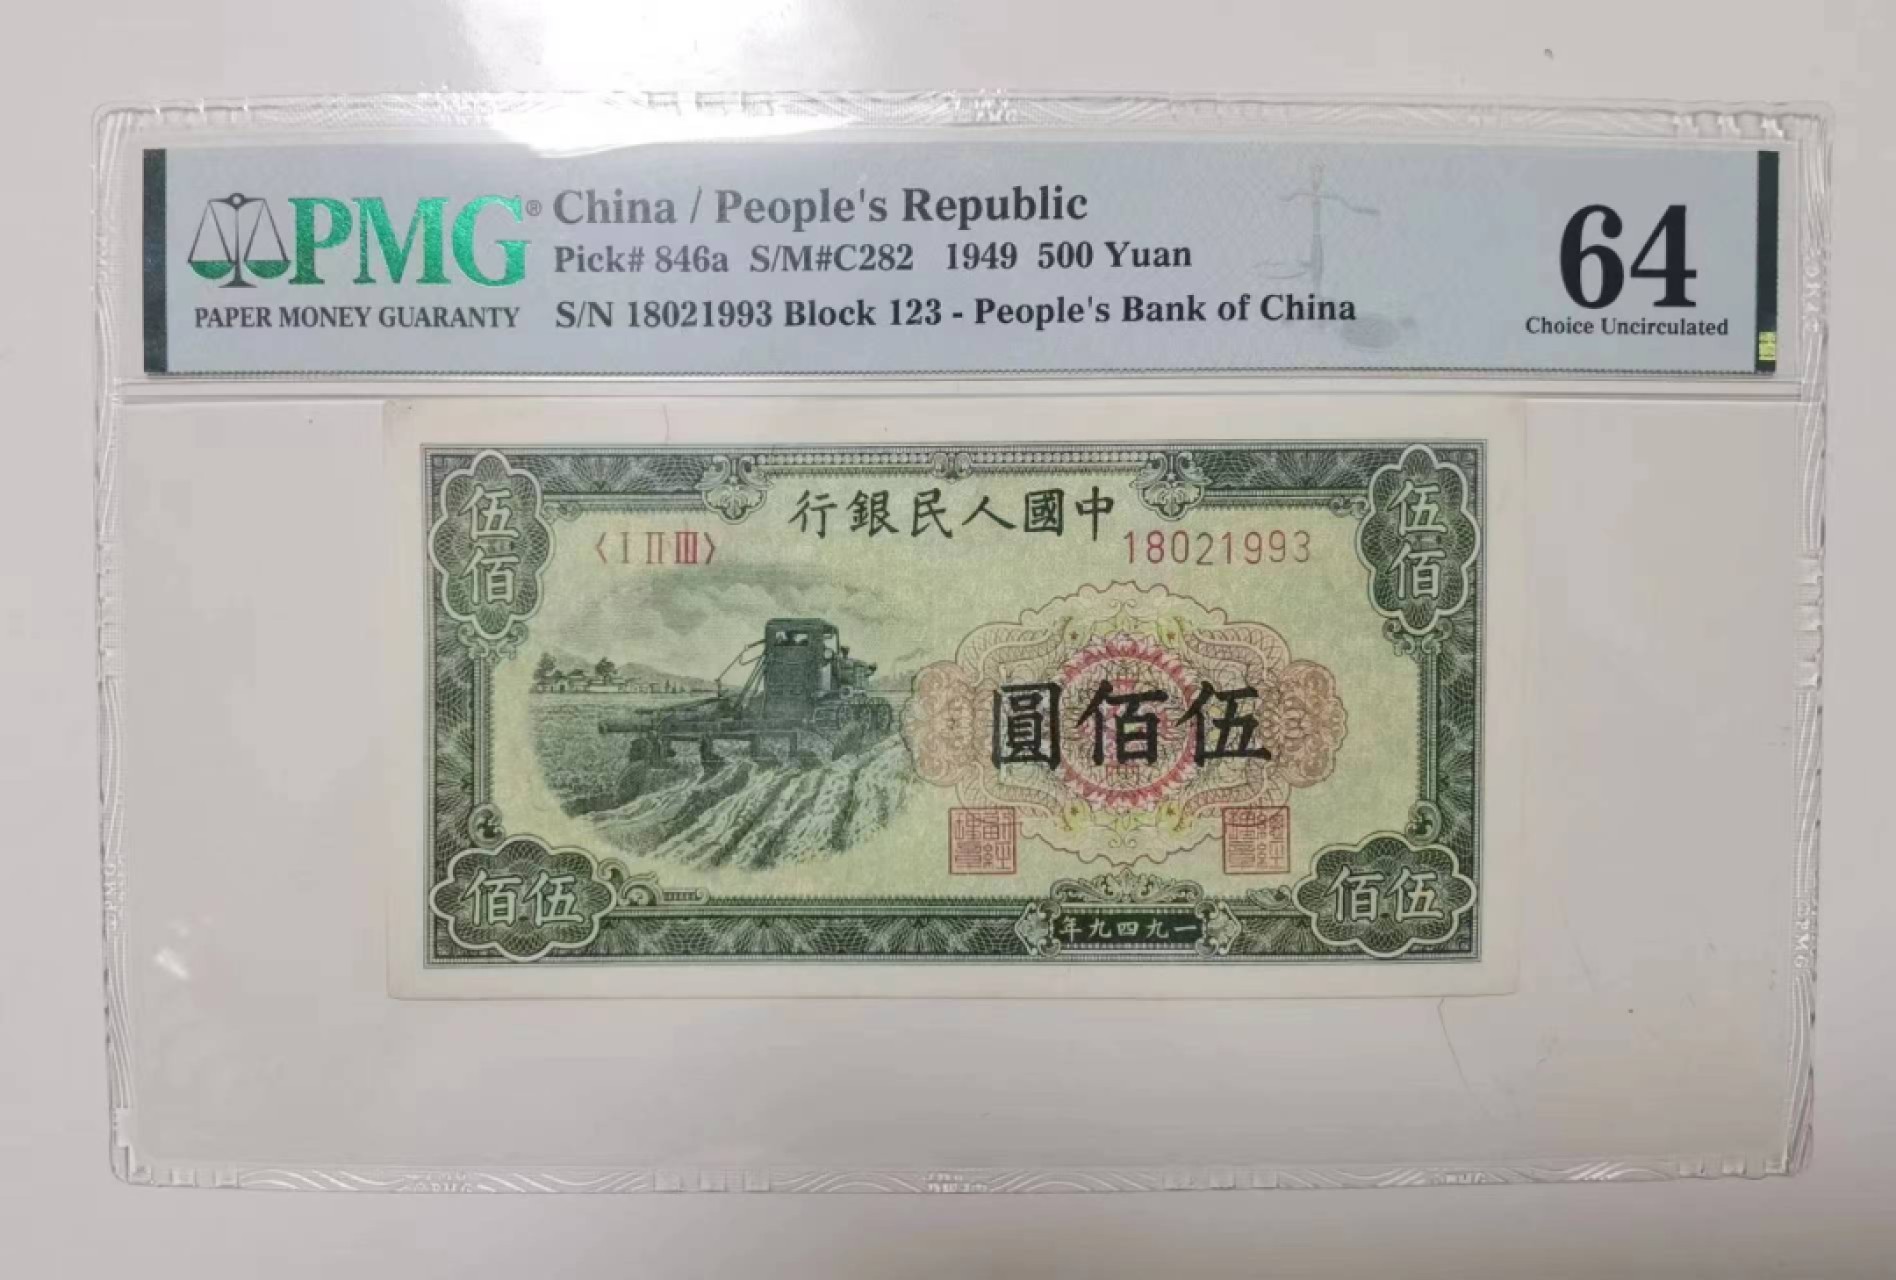 PMG® China / People's Republic
Pick# 846a S/M#C282 1949 500 Yuan
PAPER MONEY GUARANTY S/N 18021993 Block 123 - People's Bank of China
64
Choice Uncirculated
行銀民人國中
〈I II III〉 18021993
伍佰
伍佰
圓佰伍
佰伍
佰伍
年九四九一